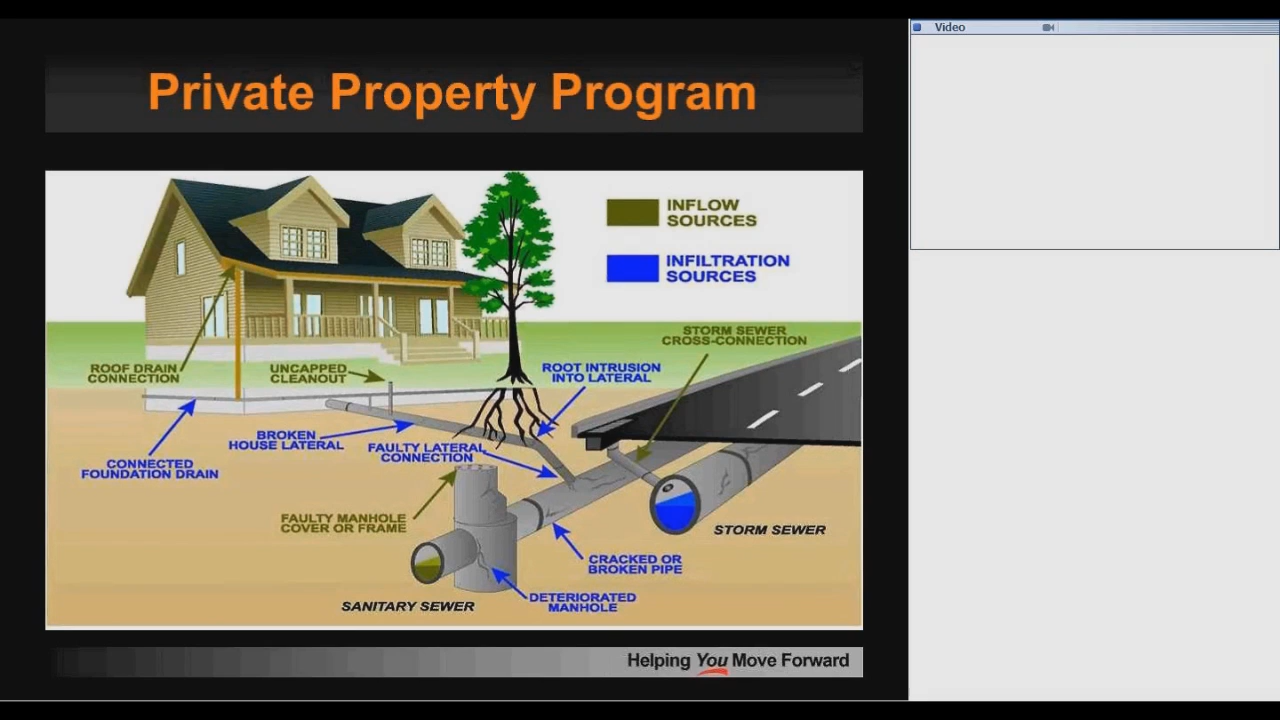 Video
Private Property Program
INFLOW
SOURCES
INFILTRATION
SOURCES
STORM SEWER
CROSS-CONNECTION
ROOF DRAIN
CONNECTION
UNCAPPED
CLEANOUT
ROOT INTRUSION
INTO LATERAL
BROKEN
HOUSE LATERAL
FAULTY LATERAL
CONNECTION
CONNECTED
FOUNDATION DRAIN
FAULTY MANHOLE
COVER OR FRAME
STORM SEWER
CRACKED OR
BROKEN PIPE
DETERIORATED
MANHOLE
SANITARY SEWER
Helping You Move Forward